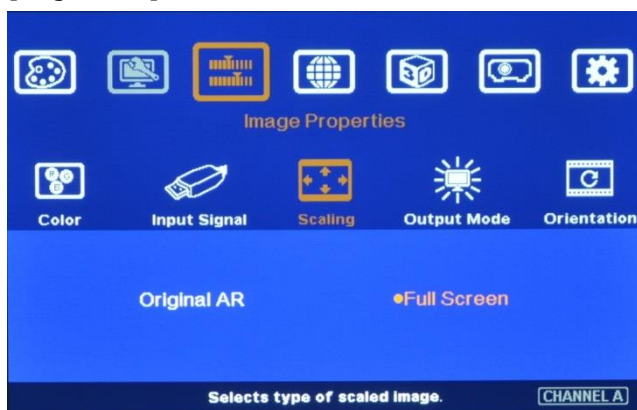 3D
Image Properties
R G
B
Color
Input Signal
Scaling
Output Mode
Orientation
Original AR
Full Screen
Selects type of scaled image.
CHANNEL A